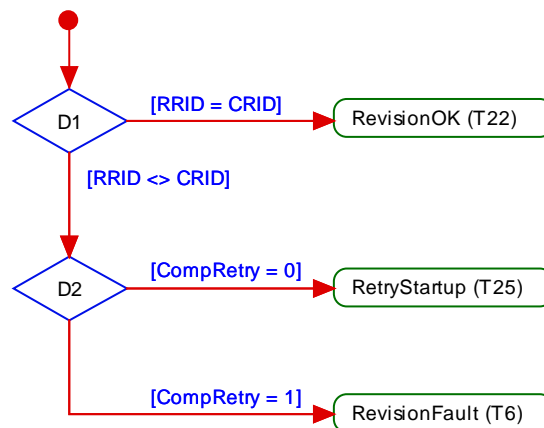 [RRID = CRID]
D1
RevisionOK (T22)
[RRID <> CRID]
[CompRetry = 0]
D2
RetryStartup (T25)
[CompRetry = 1]
RevisionFault (T6)